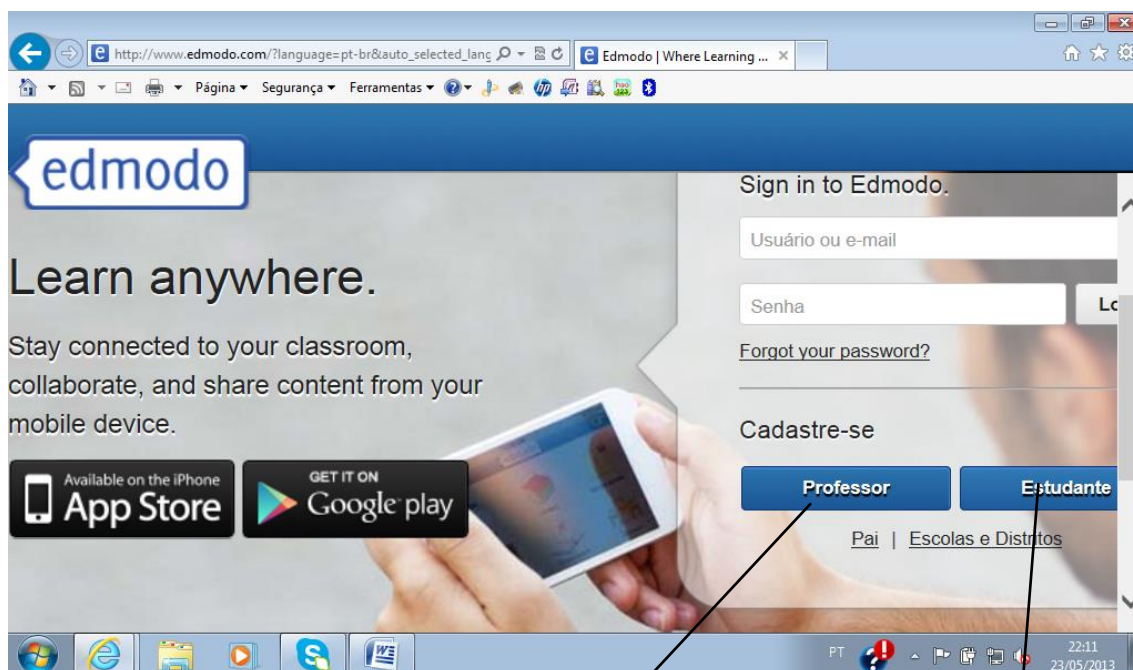 http://www.edmodo.com/?language=pt-br&auto_selected_lang
Edmodo | Where Learning ...
Página Segurança Ferramentas
edmodo
Sign in to Edmodo.
Usuário ou e-mail
Learn anywhere.
Senha
Lo
Stay connected to your classroom,
collaborate, and share content from your
mobile device.
Forgot your password?
Cadastre-se
Available on the iPhone
App Store
GET IT ON
Google play
Professor
Estudante
Pai | Escolas e Distritos
PT
22:11
23/05/2013